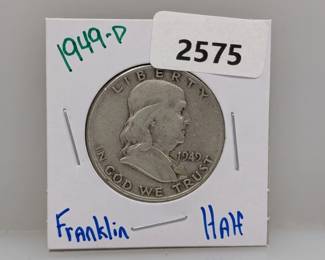 1949-D
2575
LIBERTY
1949
IN GOD WE TRUST
Franklin Half